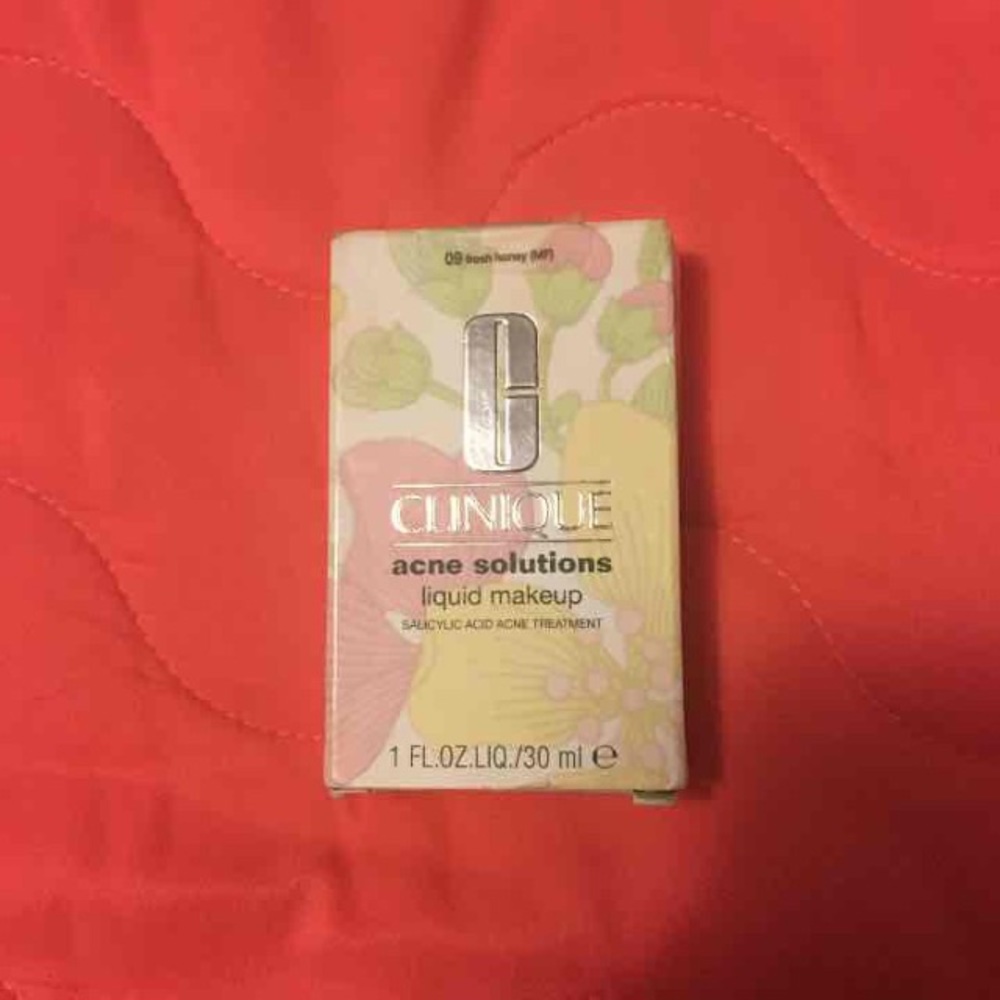 09 fresh honey (MF)
CLINIQUE
acne solutions
liquid makeup
SALICYLIC ACID ACNE TREATMENT
1 FL.OZ.LIQ./30 ml ℮